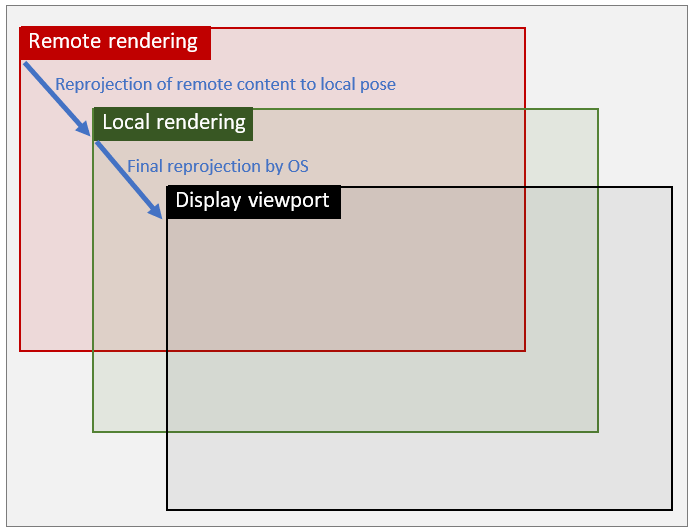 Remote rendering
Reprojection of remote content to local pose
Local rendering
Final reprojection by OS
Display viewport